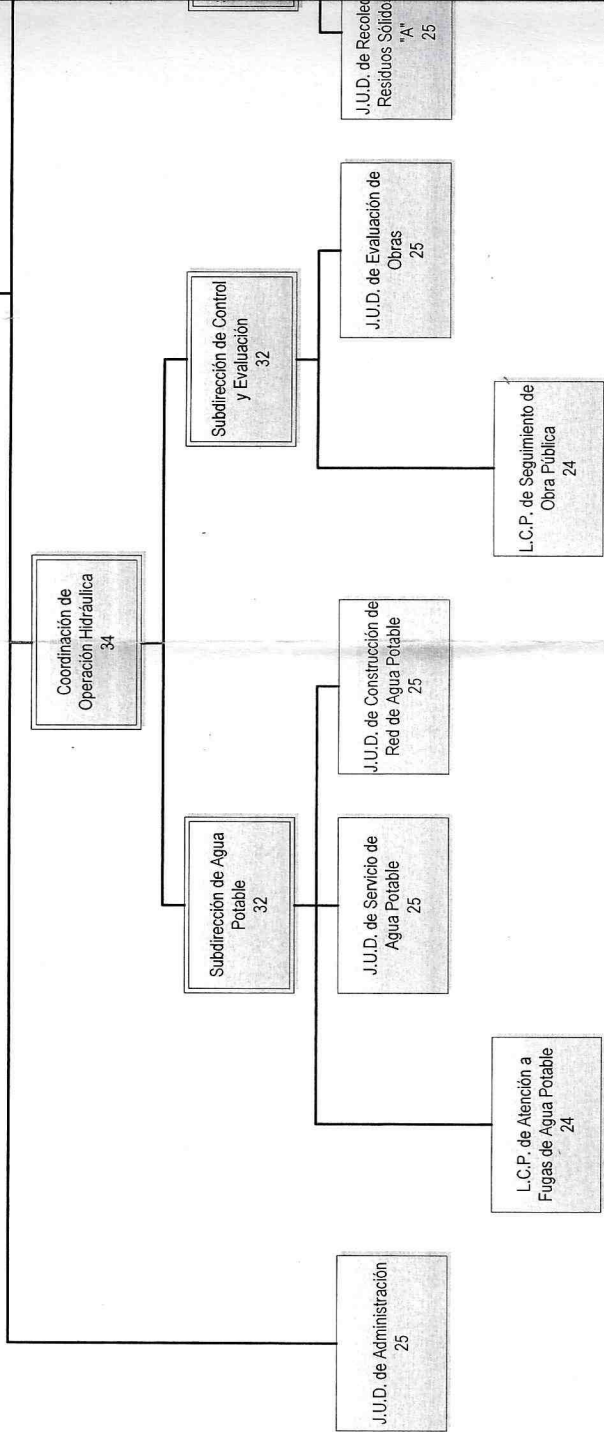 Coordinación de
Operación Hidráulica
34
Subdirección de Agua
Potable
32
Subdirección de Control
y Evaluación
32
J.U.D. de Administración
25
J.U.D. de Servicio de
Agua Potable
25
J.U.D. de Construcción de
Red de Agua Potable
25
J.U.D. de Evaluación de
Obras
25
J.U.D. de
Residuos
"A"
25
L.C.P. de Atención a
Fugas de Agua Potable
24
L.C.P. de Seguimiento de
Obra Pública
24